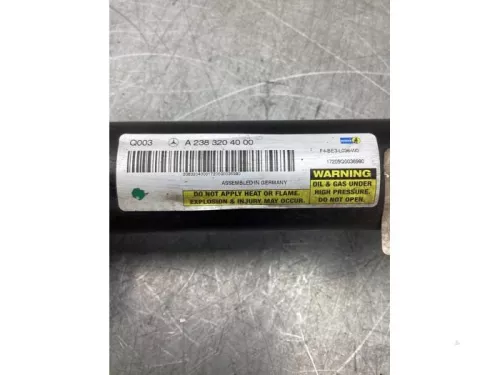 Q003 A 238 320 40 00
ASSEMBLED IN GERMANY
DO NOT APPLY HEAT OR FLAME.
EXPLOSION & INJURY MAY OCCUR.
WARNING
OIL & GAS UNDER
HIGH PRESSURE.
DO NOT OPEN.